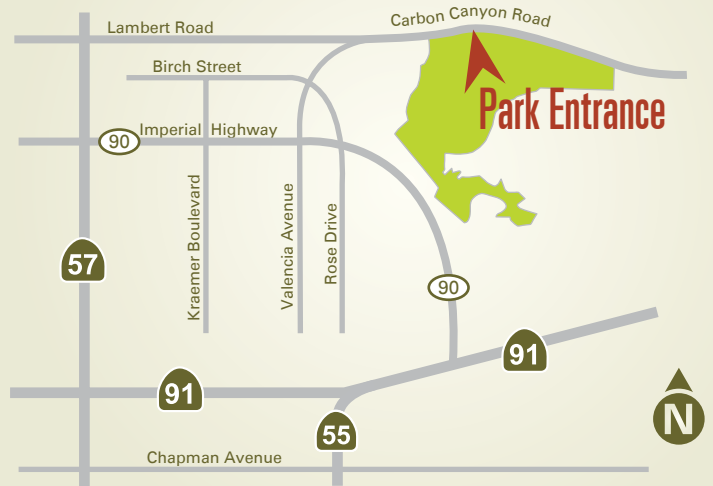 Carbon Canyon Road
Lambert Road
Birch Street
Park Entrance
90
Imperial Highway
57
Kraemer Boulevard
Valencia Avenue
Rose Drive
90
91
91
55
N
Chapman Avenue